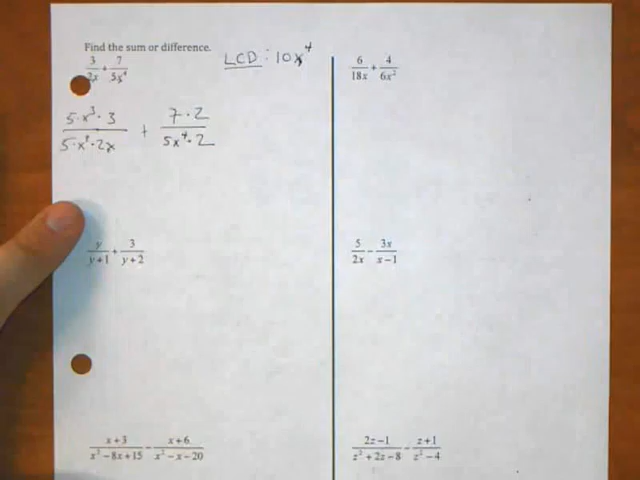 Find the sum or difference.
3/2x + 7/5x⁴
LCD: 10x⁴
5·x³·3/5·x³·2x + 7·2/5x⁴·2
y/y+1 + 3/y+2
x+3/x²−8x+15 − x+6/x²−x−20
6/18x + 4/6x²
5/2x − 3x/x−1
2z−1/z²+2z−8 − z+1/z²−4